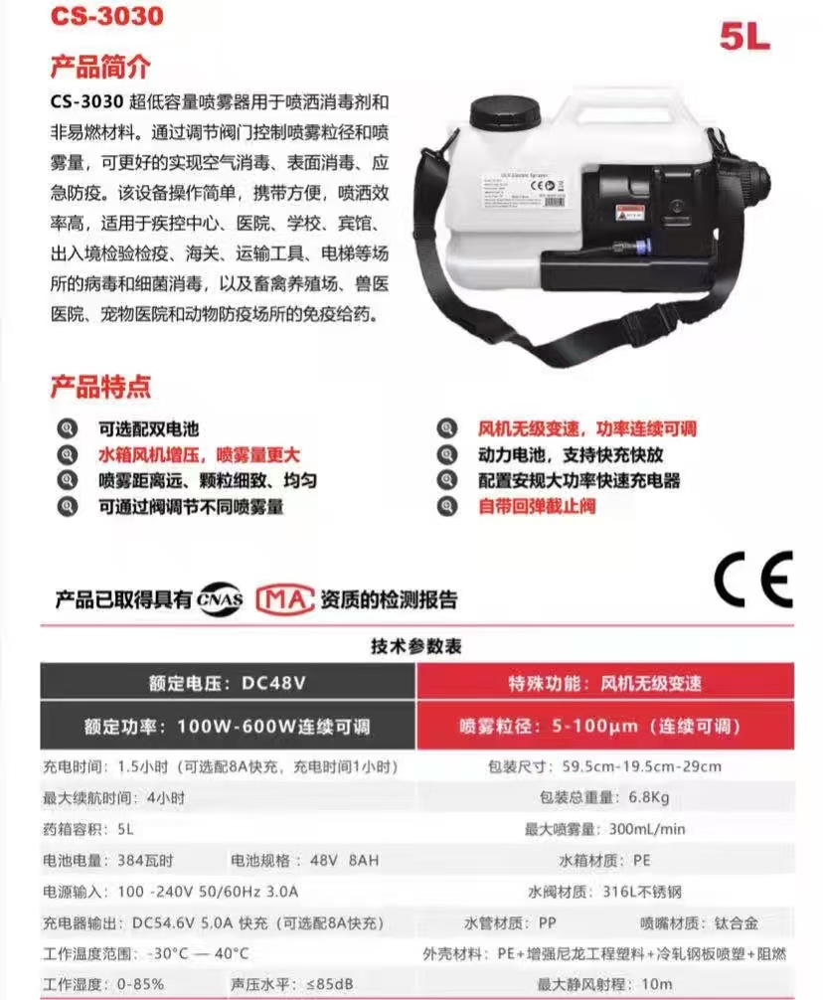 CS-3030
5L
产品简介
CS-3030 超低容量喷雾器用于喷洒消毒剂和
非易燃材料。通过调节阀门控制喷雾粒径和喷
雾量，可更好的实现空气消毒、表面消毒、应
急防疫。该设备操作简单，携带方便，喷洒效
率高，适用于疾控中心、医院、学校、宾馆、
出入境检验检疫、海关、运输工具、电梯等场
所的病毒和细菌消毒，以及畜禽养殖场、兽医
医院、宠物医院和动物防疫场所的免疫给药。
ULV Electric Sprayer
CE
产品特点
可选配双电池
水箱风机增压，喷雾量更大
喷雾距离远、颗粒细致、均匀
可通过阀调节不同喷雾量
风机无级变速，功率连续可调
动力电池，支持快充快放
配置安规大功率快速充电器
自带回弹截止阀
CE
产品已取得具有 CNAS MA 资质的检测报告
技术参数表
额定电压：DC48V 特殊功能：风机无级变速
额定功率：100W-600W连续可调 喷雾粒径：5-100μm（连续可调）
充电时间：1.5小时（可选配8A快充，充电时间1小时） 包装尺寸：59.5cm-19.5cm-29cm
最大续航时间：4小时 包装总重量：6.8Kg
药箱容积：5L 最大喷雾量：300mL/min
电池电量：384瓦时 电池规格 ：48V 8AH 水箱材质：PE
电源输入：100 -240V 50/60Hz 3.0A 水阀材质：316L不锈钢
充电器输出：DC54.6V 5.0A 快充（可选配8A快充） 水管材质：PP 喷嘴材质：钛合金
工作温度范围：-30°C — 40°C 外壳材料：PE+增强尼龙工程塑料+冷轧钢板喷塑+阻燃
工作湿度：0-85% 声压水平：≤85dB 最大静风射程：10m